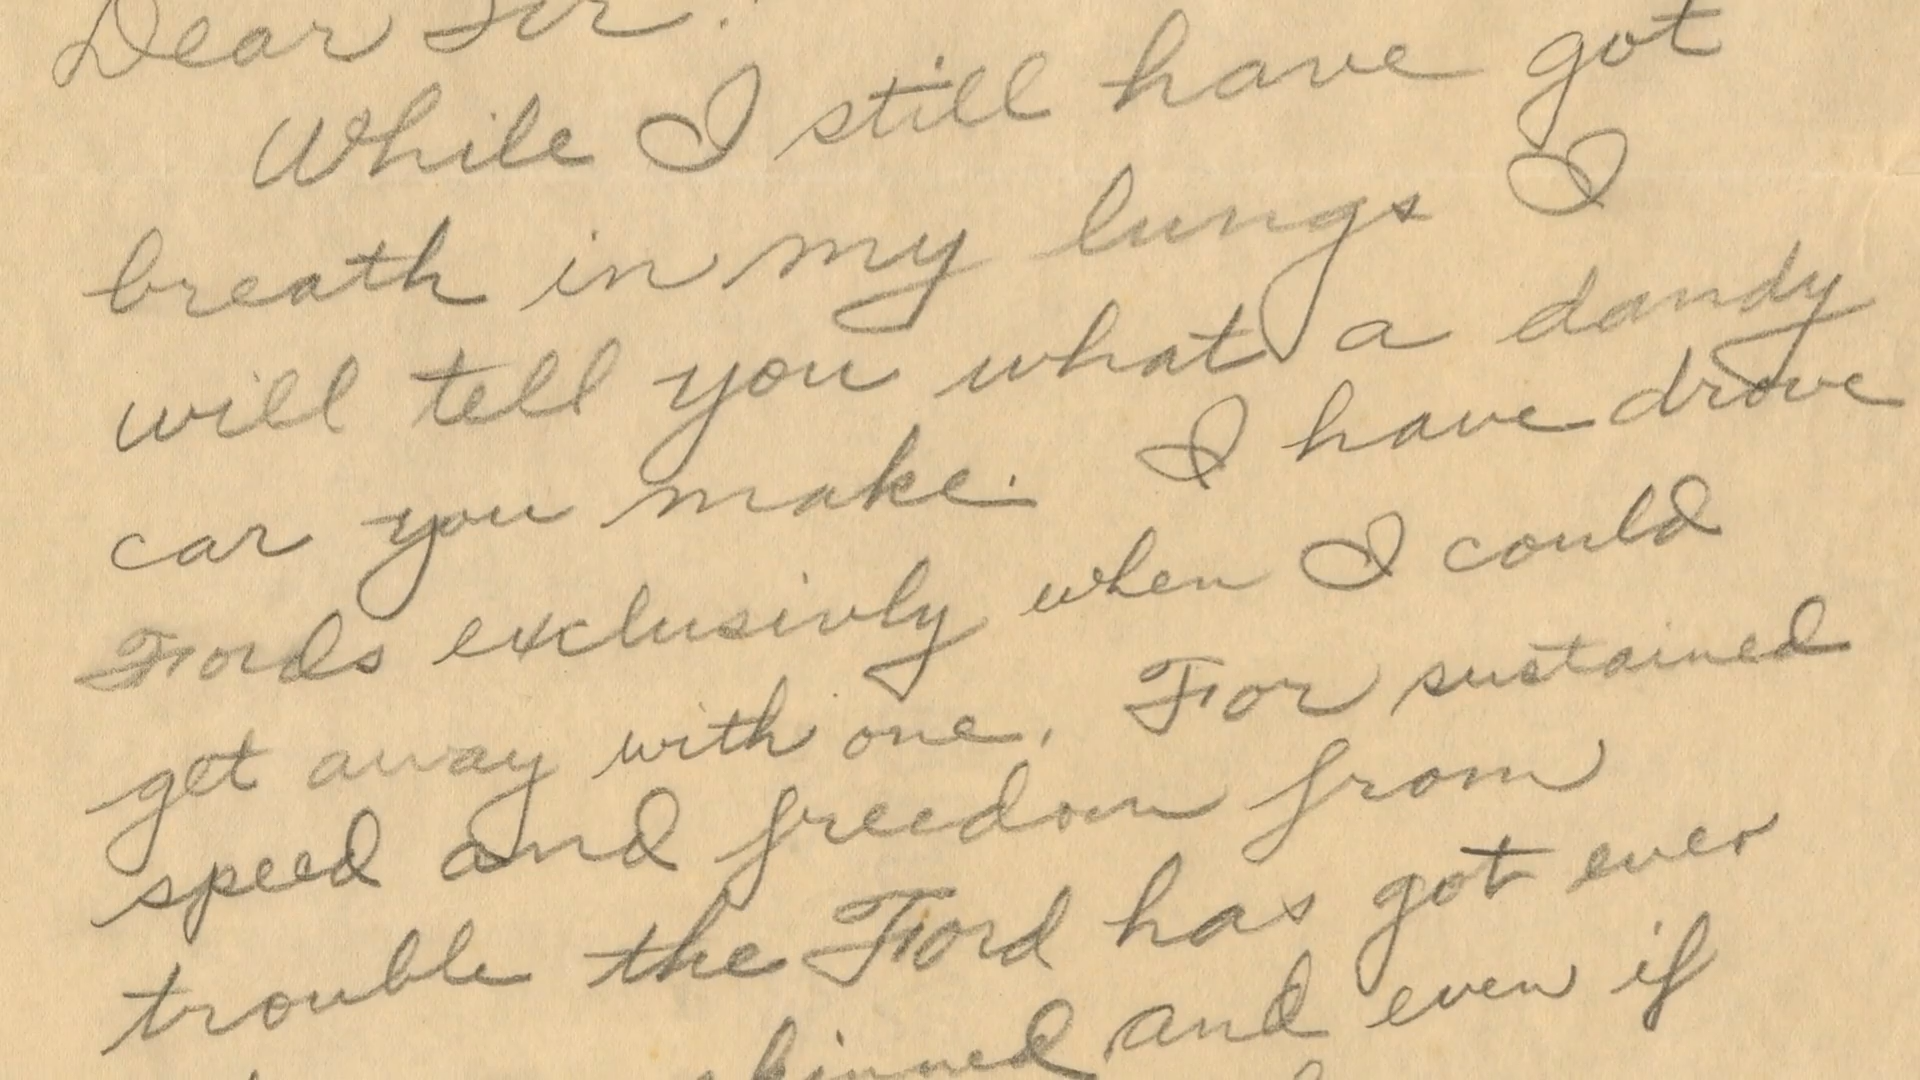 Dear Sir:
While I still have got
breath in my lungs I
will tell you what a dandy
car you make. I have drove
Fords exclusivly when I could
get away with one. For sustained
speed and freedom from
trouble the Ford has got ever
skinned and even if